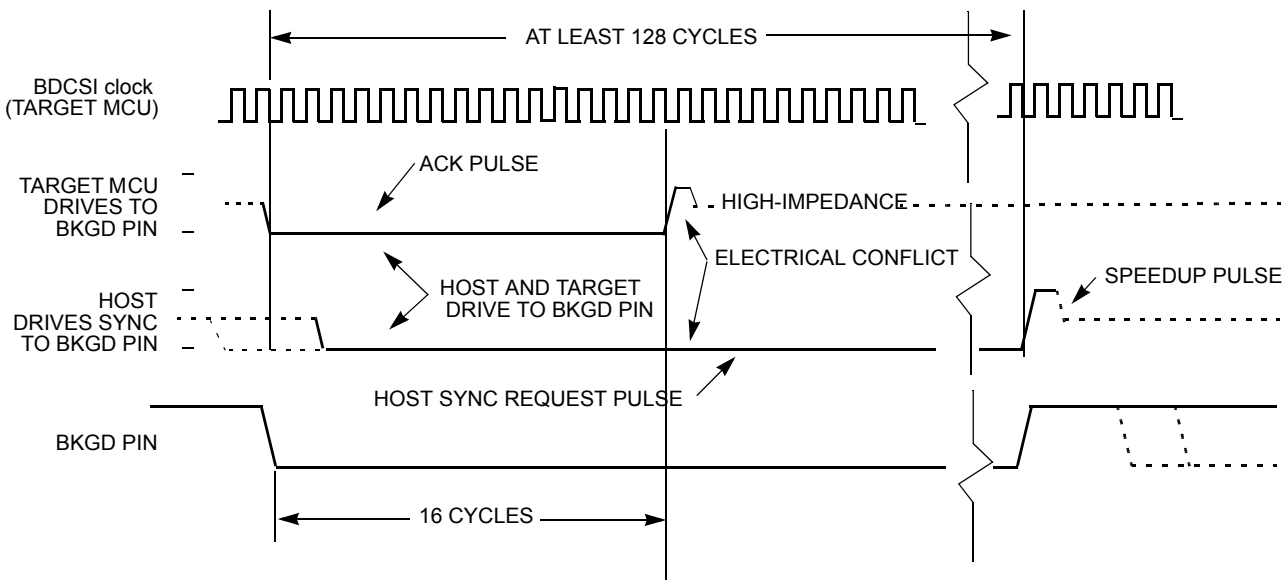 AT LEAST 128 CYCLES
BDCSI clock
(TARGET MCU)
ACK PULSE
TARGET MCU
DRIVES TO
BKGD PIN
HIGH-IMPEDANCE
ELECTRICAL CONFLICT
HOST AND TARGET
DRIVE TO BKGD PIN
SPEEDUP PULSE
HOST
DRIVES SYNC
TO BKGD PIN
HOST SYNC REQUEST PULSE
BKGD PIN
16 CYCLES